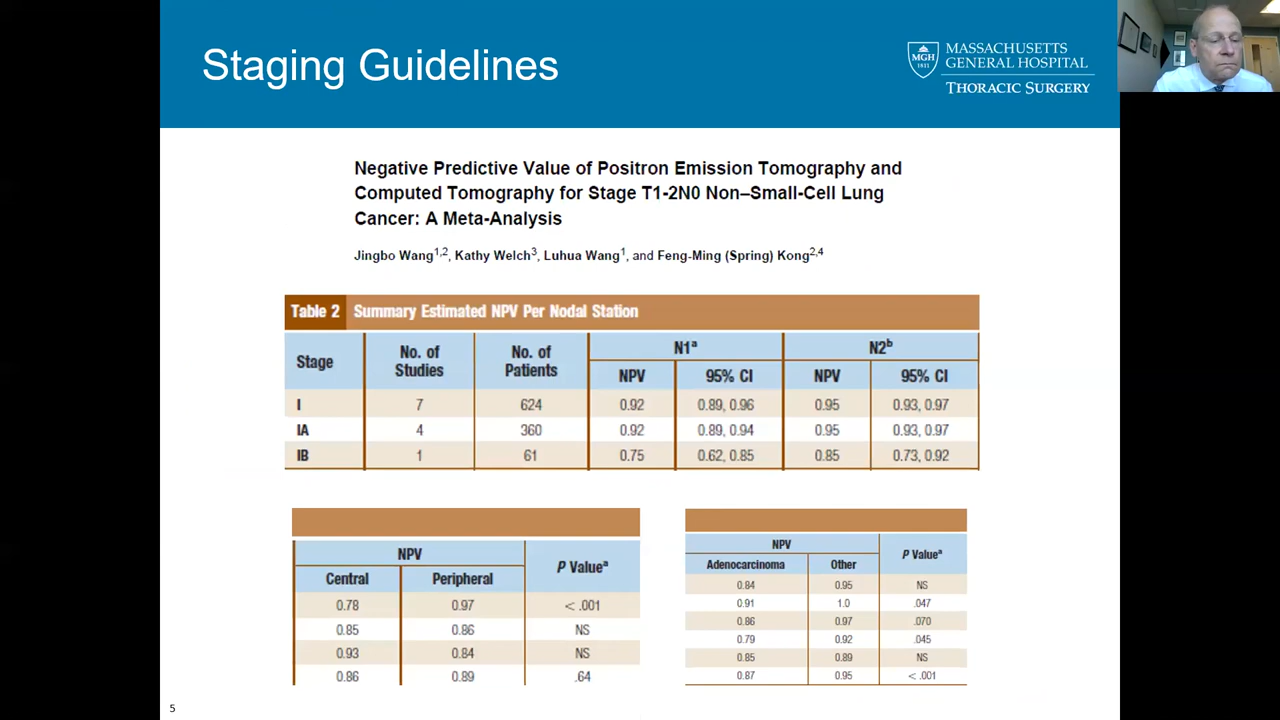 Staging Guidelines
MASSACHUSETTS
GENERAL HOSPITAL
THORACIC SURGERY
MGH
1811
Negative Predictive Value of Positron Emission Tomography and
Computed Tomography for Stage T1-2N0 Non–Small-Cell Lung
Cancer: A Meta-Analysis
Jingbo Wang1,2, Kathy Welch3, Luhua Wang1, and Feng-Ming (Spring) Kong2,4
Table 2 Summary Estimated NPV Per Nodal Station
Stage No. of Studies No. of Patients N1a N2b
NPV 95% CI NPV 95% CI
I 7 624 0.92 0.89, 0.96 0.95 0.93, 0.97
IA 4 360 0.92 0.89, 0.94 0.95 0.93, 0.97
IB 1 61 0.75 0.62, 0.85 0.85 0.73, 0.92
NPV P Valuea
Central Peripheral
0.78 0.97 < .001
0.85 0.86 NS
0.93 0.84 NS
0.86 0.89 .64
NPV P Valuea
Adenocarcinoma Other
0.84 0.95 NS
0.91 1.0 .047
0.86 0.97 .070
0.79 0.92 .045
0.85 0.89 NS
0.87 0.95 < .001
5